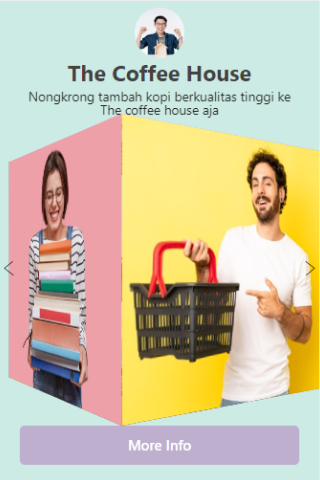 The Coffee House
Nongkrong tambah kopi berkualitas tinggi ke
The coffee house aja
More Info